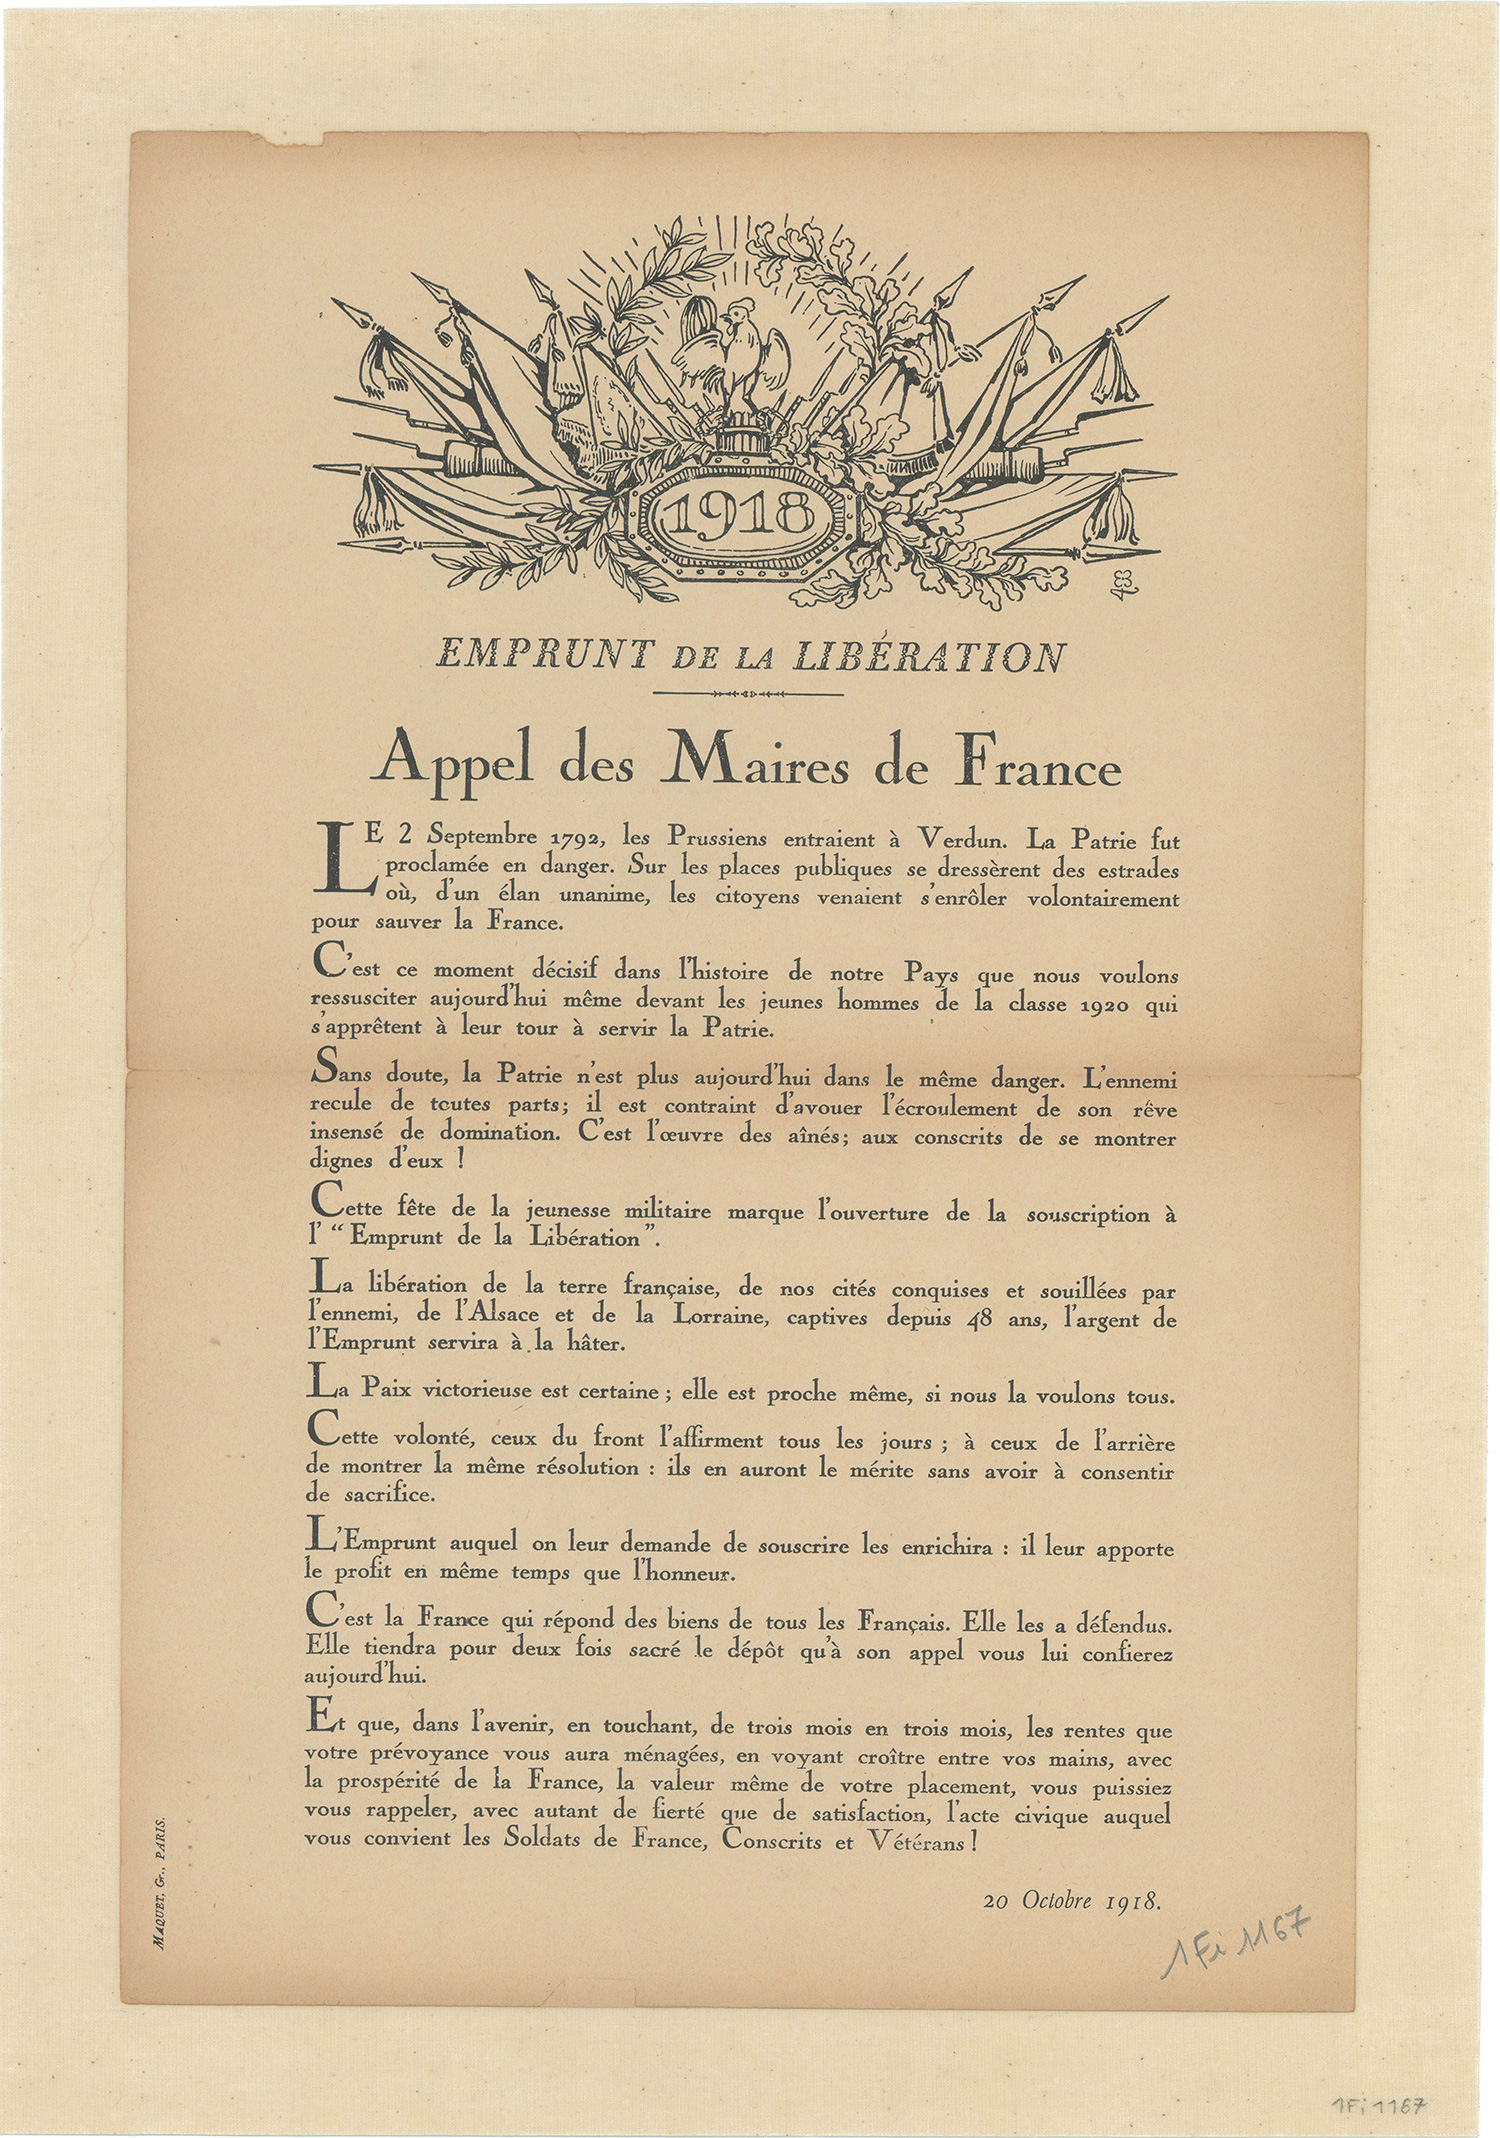 1918
EMPRUNT DE LA LIBÉRATION
Appel des Maires de France
LE 2 Septembre 1792, les Prussiens entraient à Verdun. La Patrie fut
proclamée en danger. Sur les places publiques se dressèrent des estrades
où, d'un élan unanime, les citoyens venaient s'enrôler volontairement
pour sauver la France.
C'est ce moment décisif dans l'histoire de notre Pays que nous voulons
ressusciter aujourd'hui même devant les jeunes hommes de la classe 1920 qui
s'apprêtent à leur tour à servir la Patrie.
Sans doute, la Patrie n'est plus aujourd'hui dans le même danger. L'ennemi
recule de toutes parts; il est contraint d'avouer l'écroulement de son rêve
insensé de domination. C'est l'œuvre des aînés; aux conscrits de se montrer
dignes d'eux !
Cette fête de la jeunesse militaire marque l'ouverture de la souscription à
l' “ Emprunt de la Libération ”.
La libération de la terre française, de nos cités conquises et souillées par
l'ennemi, de l'Alsace et de la Lorraine, captives depuis 48 ans, l'argent de
l'Emprunt servira à la hâter.
La Paix victorieuse est certaine ; elle est proche même, si nous la voulons tous.
Cette volonté, ceux du front l'affirment tous les jours ; à ceux de l'arrière
de montrer la même résolution : ils en auront le mérite sans avoir à consentir
de sacrifice.
L'Emprunt auquel on leur demande de souscrire les enrichira : il leur apporte
le profit en même temps que l'honneur.
C'est la France qui répond des biens de tous les Français. Elle les a défendus.
Elle tiendra pour deux fois sacré le dépôt qu'à son appel vous lui confierez
aujourd'hui.
Et que, dans l'avenir, en touchant, de trois mois en trois mois, les rentes que
votre prévoyance vous aura ménagées, en voyant croître entre vos mains, avec
la prospérité de la France, la valeur même de votre placement, vous puissiez
vous rappeler, avec autant de fierté que de satisfaction, l'acte civique auquel
vous convient les Soldats de France, Conscrits et Vétérans !
20 Octobre 1918.
MAQUET, Gr., PARIS.
1Fi 1167
1Fi 1167